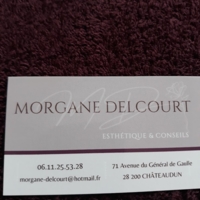 MORGANE DELCOURT
ESTHÉTIQUE & CONSEILS
06.11.25.53.28
morgane-delcourt@hotmail.fr
71 Avenue du Général de Gaulle
28 200 CHÂTEAUDUN